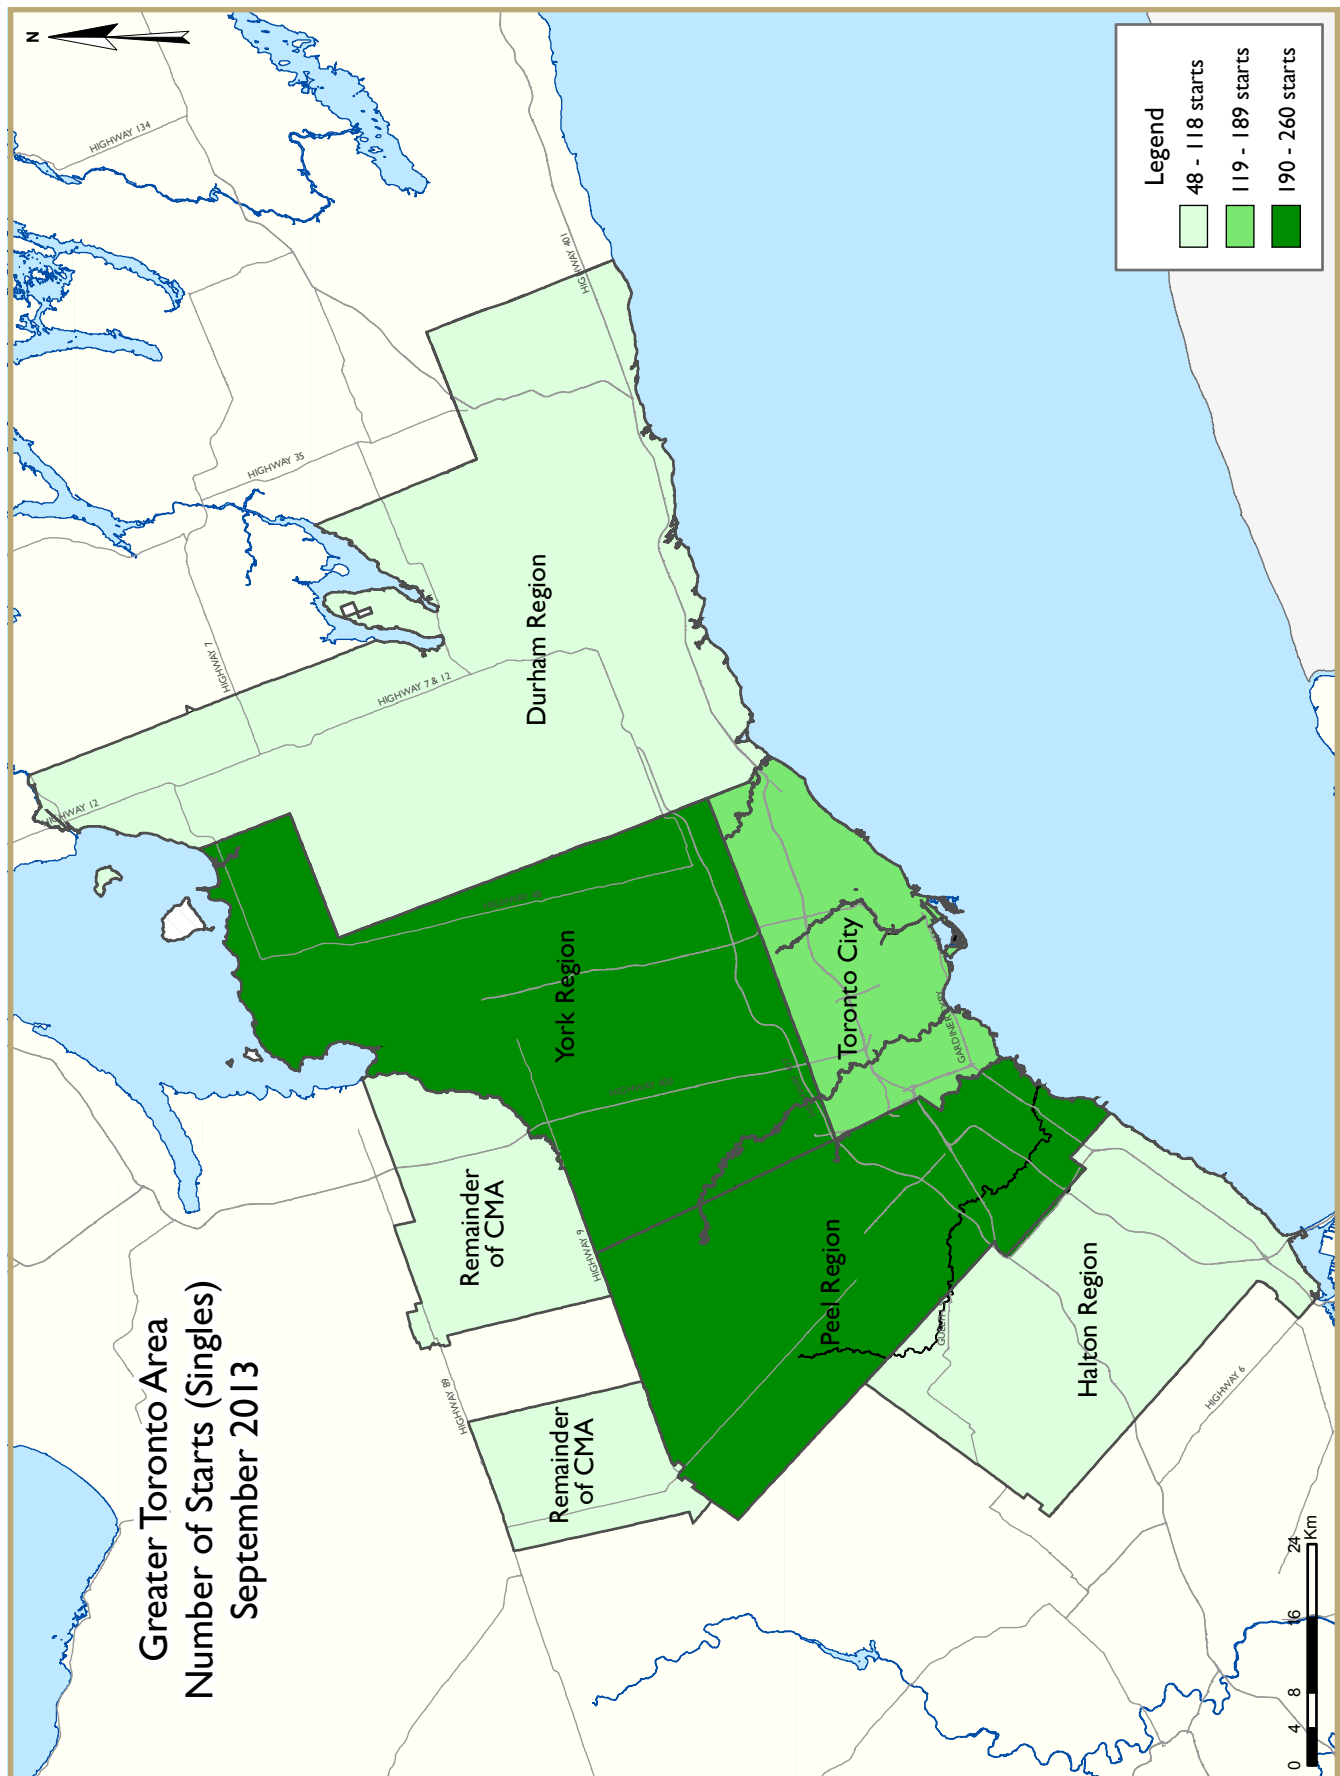 Greater Toronto Area
Number of Starts (Singles)
September 2013
N
HIGHWAY 134
HIGHWAY 401
HIGHWAY 35
HIGHWAY 7
HIGHWAY 7 & 12
HIGHWAY 12
Durham Region
York Region
Toronto City
GARDINER
Remainder
of CMA
HIGHWAY 9
HIGHWAY 89
Remainder
of CMA
Peel Region
Halton Region
HIGHWAY 6
Legend
48 - 118 starts
119 - 189 starts
190 - 260 starts
0 4 8 16 24
Km